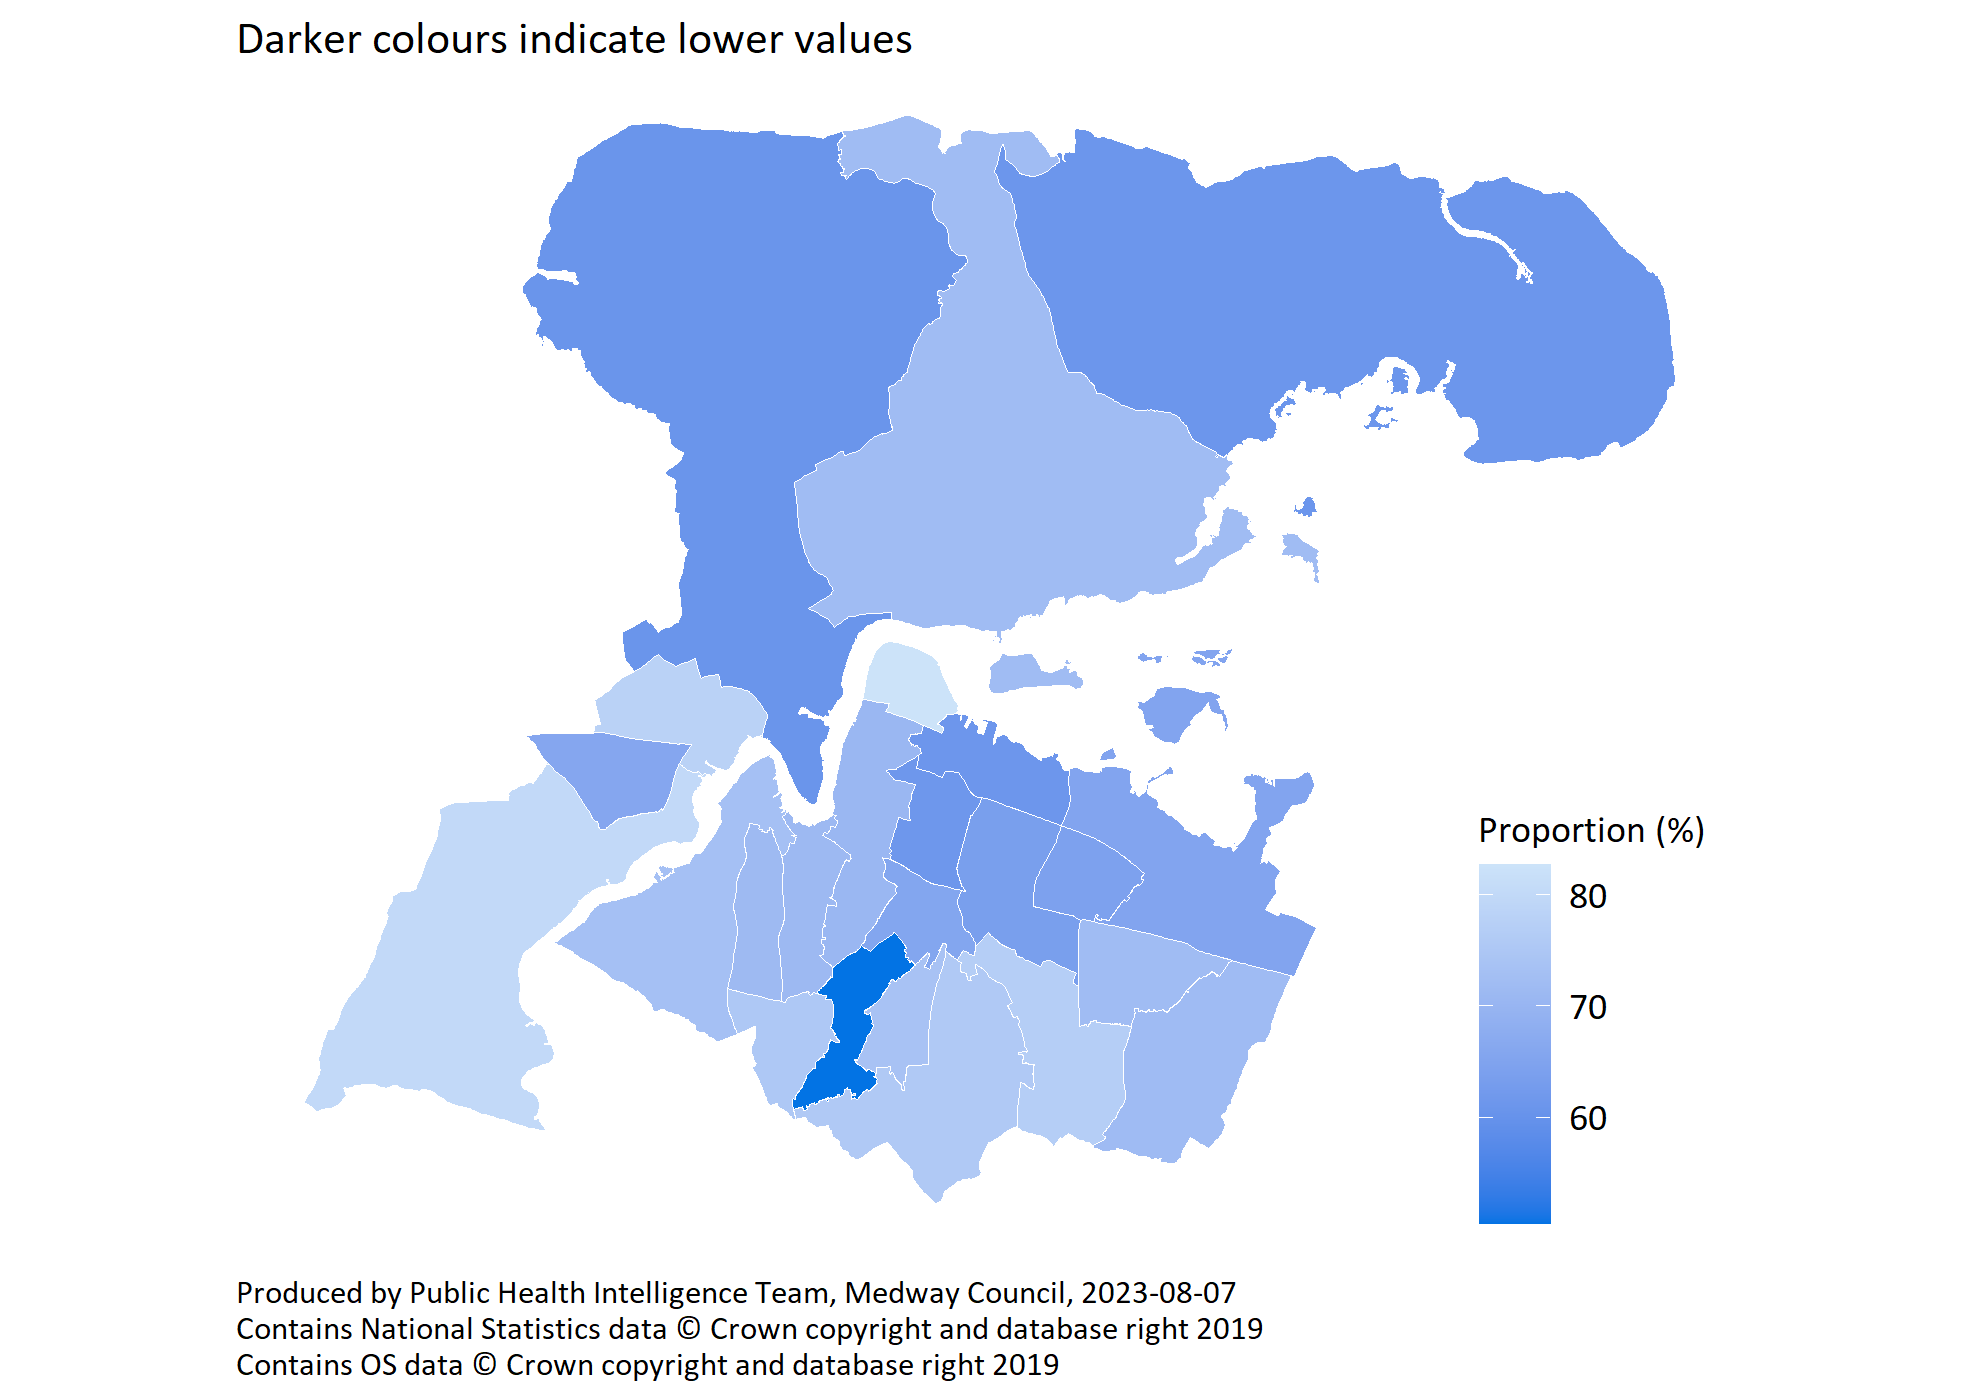 Darker colours indicate lower values
Proportion (%)
80
70
60
Produced by Public Health Intelligence Team, Medway Council, 2023-08-07
Contains National Statistics data © Crown copyright and database right 2019
Contains OS data © Crown copyright and database right 2019